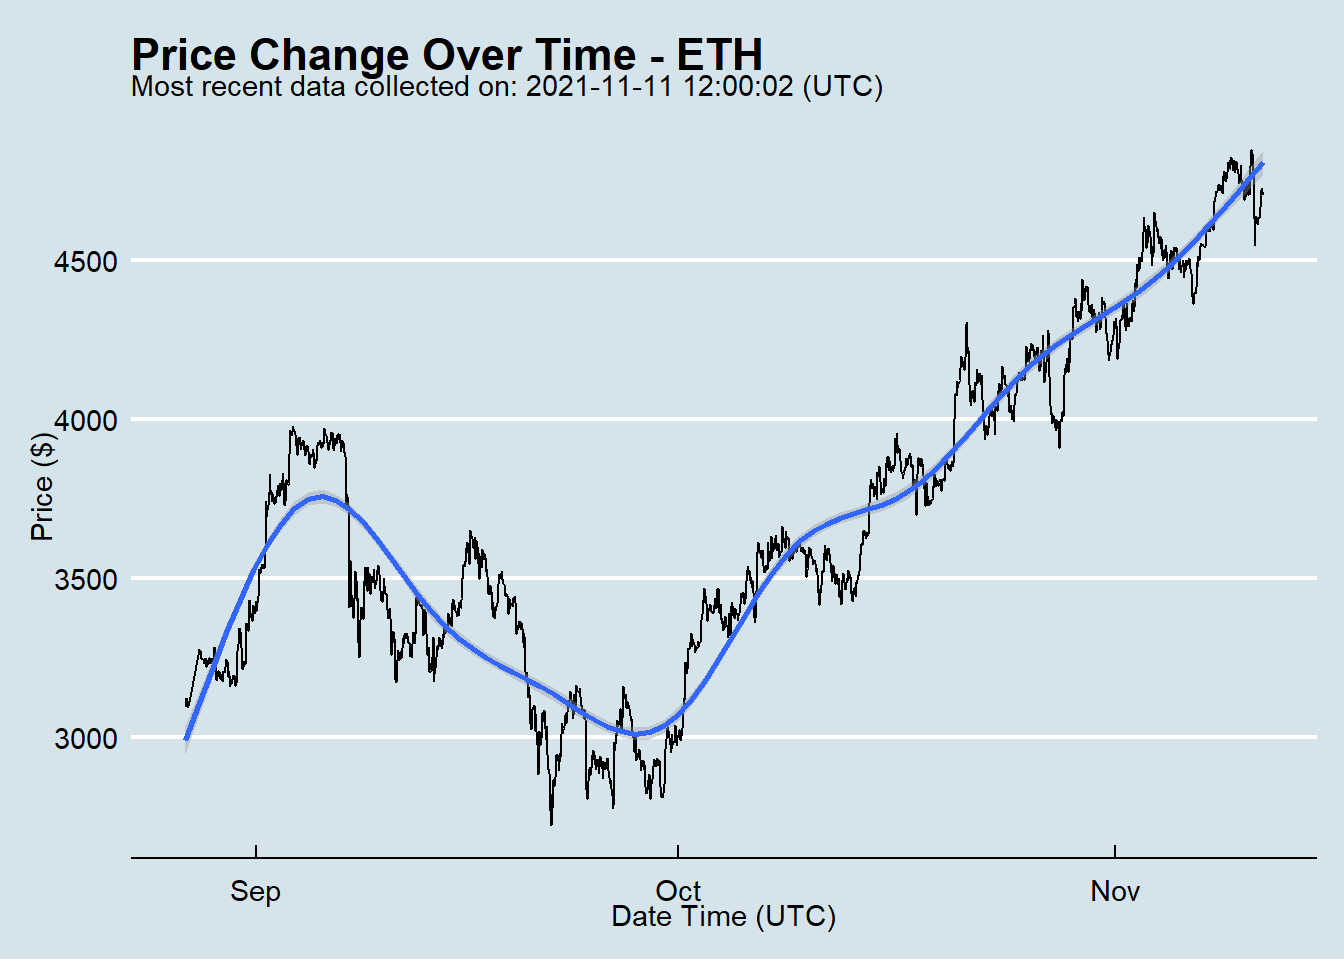 Price Change Over Time - ETH
Most recent data collected on: 2021-11-11 12:00:02 (UTC)
4500
4000
3500
3000
Price ($)
Sep
Oct
Nov
Date Time (UTC)